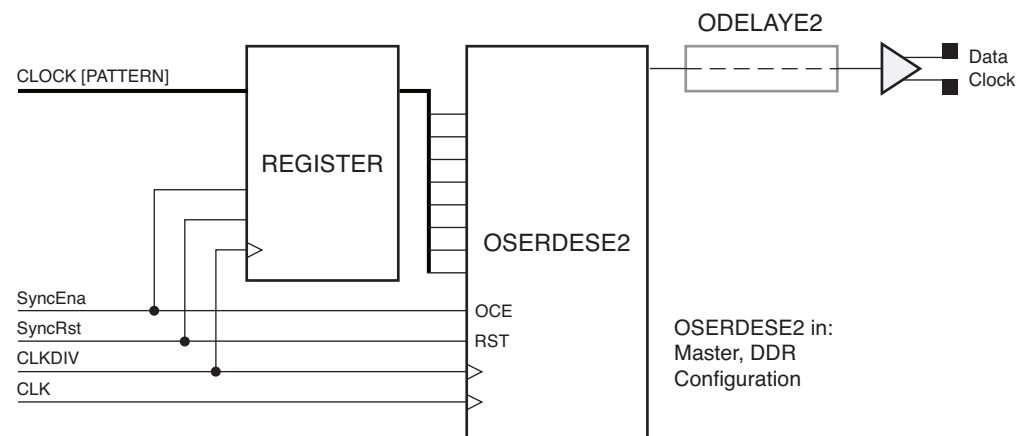 ODELAYE2
CLOCK [PATTERN]
Data
Clock
REGISTER
OSERDESE2
SyncEna
OCE
SyncRst
RST
CLKDIV
CLK
OSERDESE2 in:
Master, DDR
Configuration